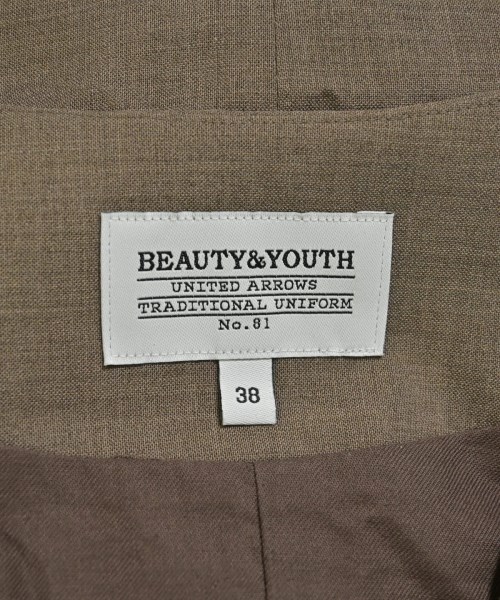 BEAUTY&YOUTH
UNITED ARROWS
TRADITIONAL UNIFORM
No.81
38